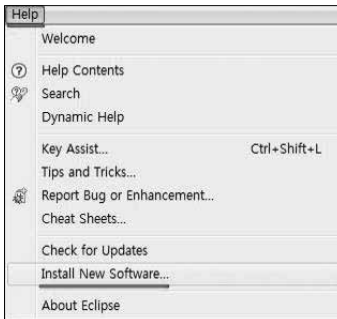 Help
Welcome
Help Contents
Search
Dynamic Help
Key Assist... Ctrl+Shift+L
Tips and Tricks...
Report Bug or Enhancement...
Cheat Sheets...
Check for Updates
Install New Software...
About Eclipse